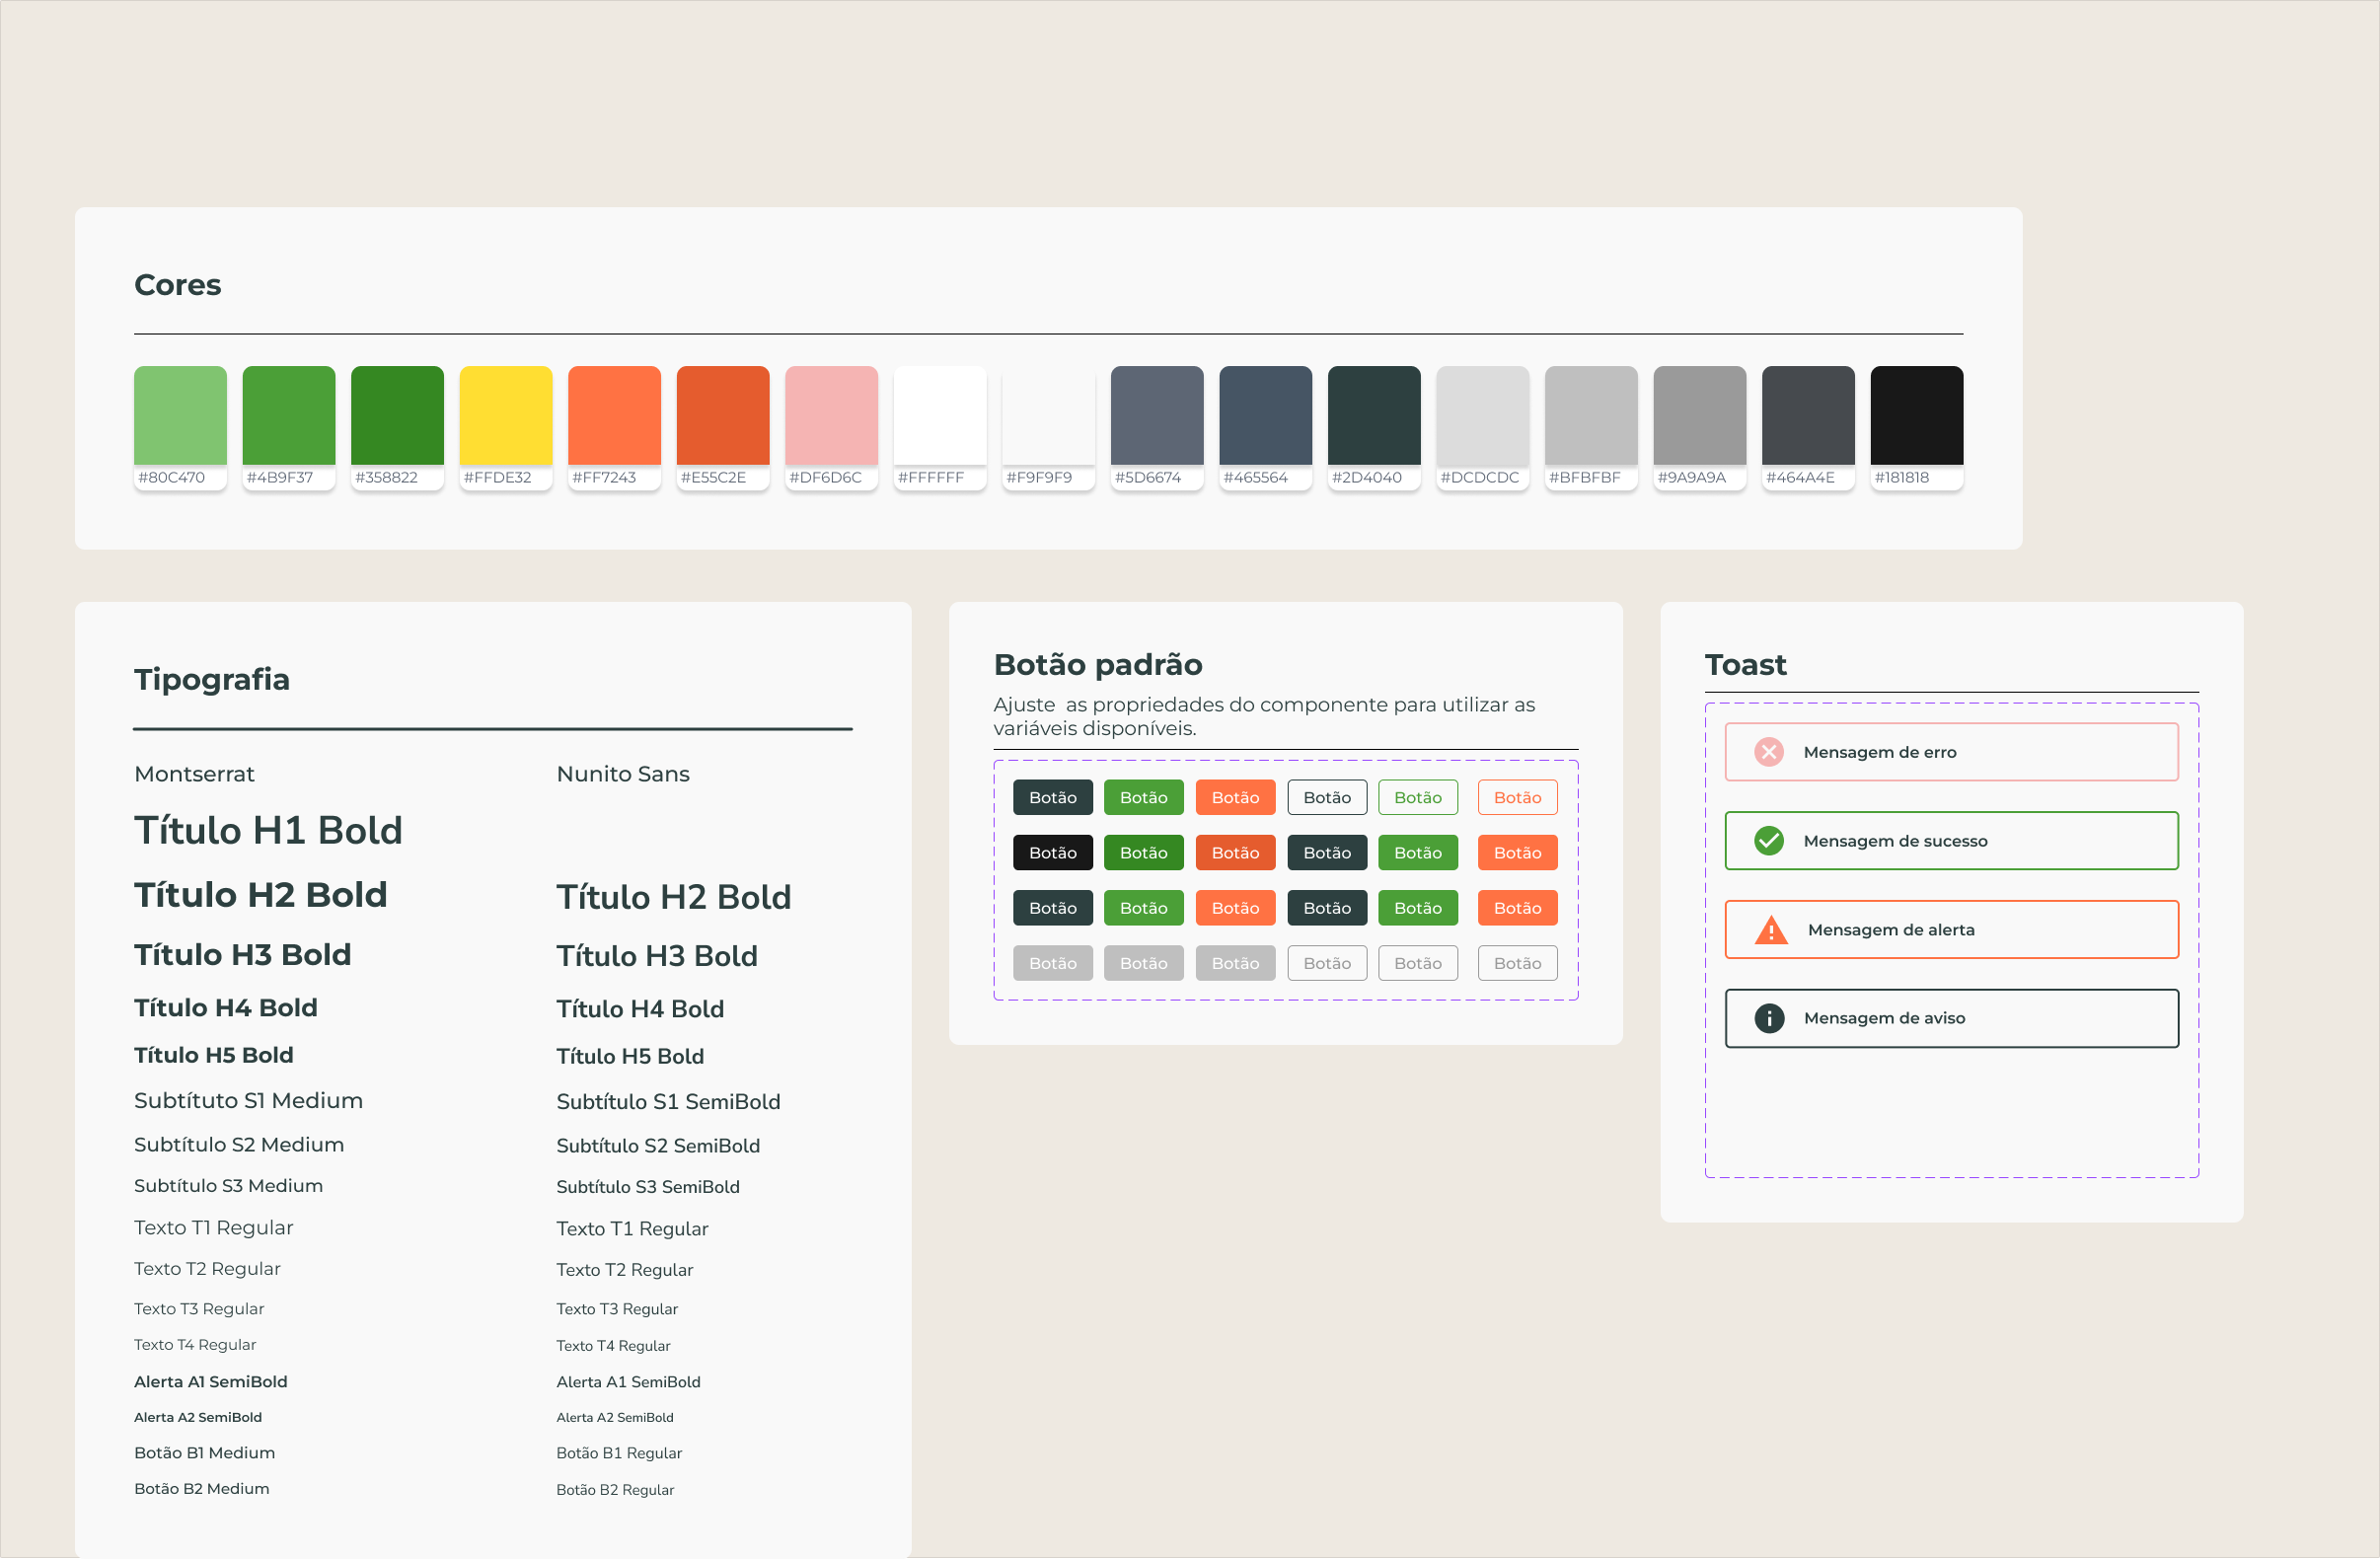 Cores
#80C470
#4B9F37
#358822
#FFDE32
#FF7243
#E55C2E
#DF6D6C
#FFFFFF
#F9F9F9
#5D6674
#465564
#2D4040
#DCDCDC
#BFBFBF
#9A9A9A
#464A4E
#181818
Tipografia
Montserrat
Nunito Sans
Título H1 Bold
Título H2 Bold
Título H2 Bold
Título H3 Bold
Título H3 Bold
Título H4 Bold
Título H4 Bold
Título H5 Bold
Título H5 Bold
Subtítuto S1 Medium
Subtítulo S1 SemiBold
Subtítulo S2 Medium
Subtítulo S2 SemiBold
Subtítulo S3 Medium
Subtítulo S3 SemiBold
Texto T1 Regular
Texto T1 Regular
Texto T2 Regular
Texto T2 Regular
Texto T3 Regular
Texto T3 Regular
Texto T4 Regular
Texto T4 Regular
Alerta A1 SemiBold
Alerta A1 SemiBold
Alerta A2 SemiBold
Alerta A2 SemiBold
Botão B1 Medium
Botão B1 Regular
Botão B2 Medium
Botão B2 Regular
Botão padrão
Ajuste  as propriedades do componente para utilizar as
variáveis disponíveis.
Botão Botão Botão Botão Botão Botão
Botão Botão Botão Botão Botão Botão
Botão Botão Botão Botão Botão Botão
Botão Botão Botão Botão Botão Botão
Toast
Mensagem de erro
Mensagem de sucesso
Mensagem de alerta
Mensagem de aviso